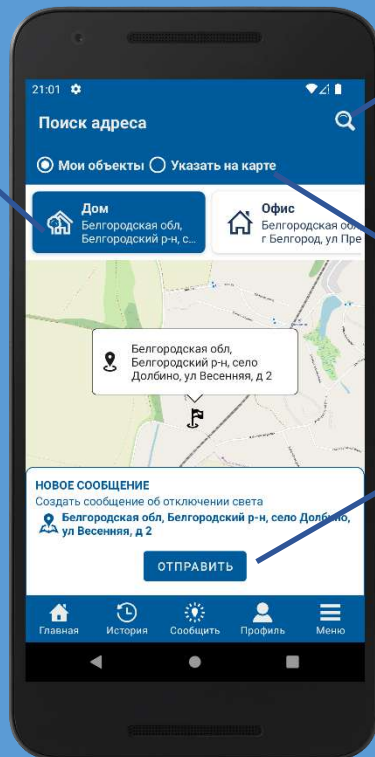 21:01
Поиск адреса
Мои объекты Указать на карте
Дом
Белгородская обл,
Белгородский р-н, с...
Офис
Белгородская обл,
г Белгород, ул Пре
Белгородская обл,
Белгородский р-н, село
Долбино, ул Весенняя, д 2
НОВОЕ СООБЩЕНИЕ
Создать сообщение об отключении света
Белгородская обл, Белгородский р-н, село Долбино,
ул Весенняя, д 2
ОТПРАВИТЬ
Главная История Сообщить Профиль Меню